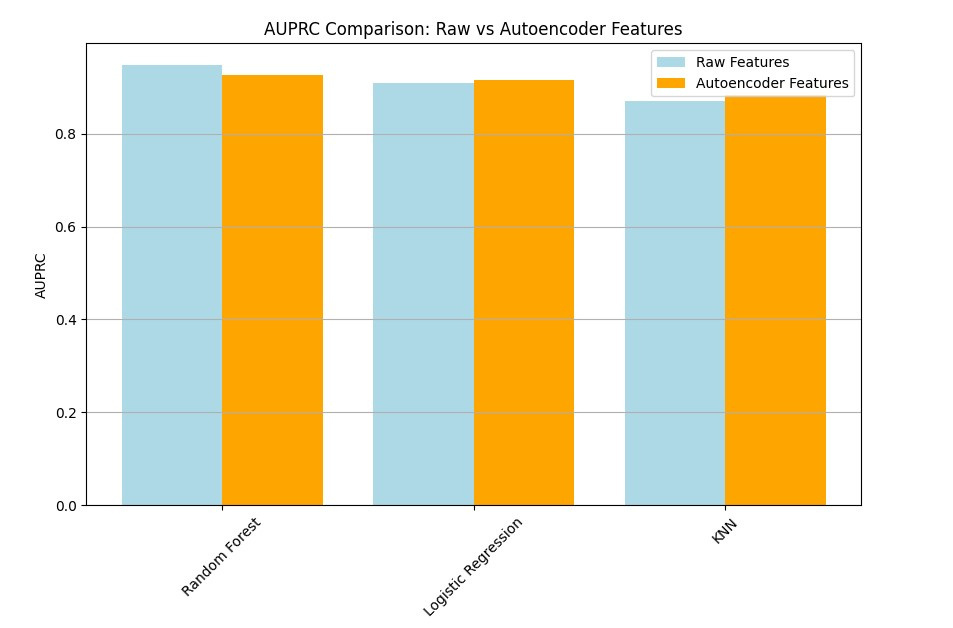 AUPRC Comparison: Raw vs Autoencoder Features
Raw Features
Autoencoder Features
0.8
0.6
0.4
0.2
0.0
AUPRC
Random Forest
Logistic Regression
KNN